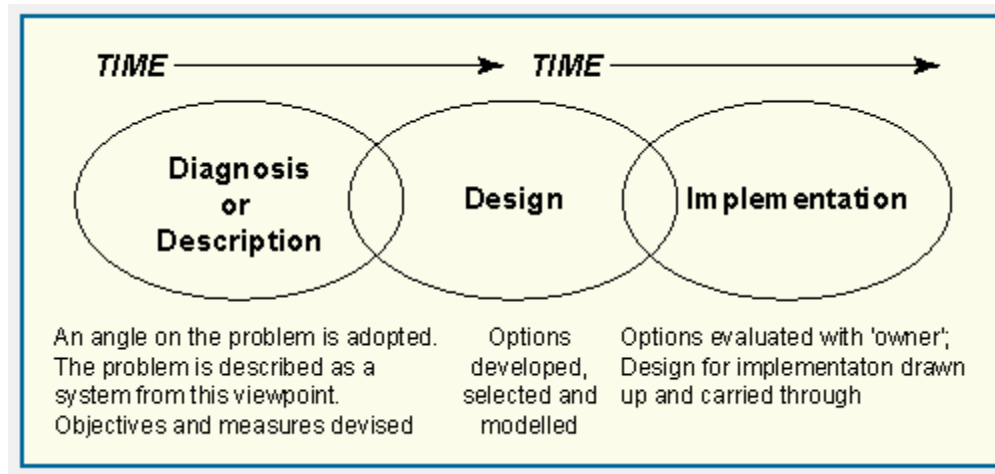 TIME TIME
Diagnosis
or
Description
Design
Implementation
An angle on the problem is adopted.
The problem is described as a
system from this viewpoint.
Objectives and measures devised
Options
developed,
selected and
modelled
Options evaluated with 'owner';
Design for implementaton drawn
up and carried through